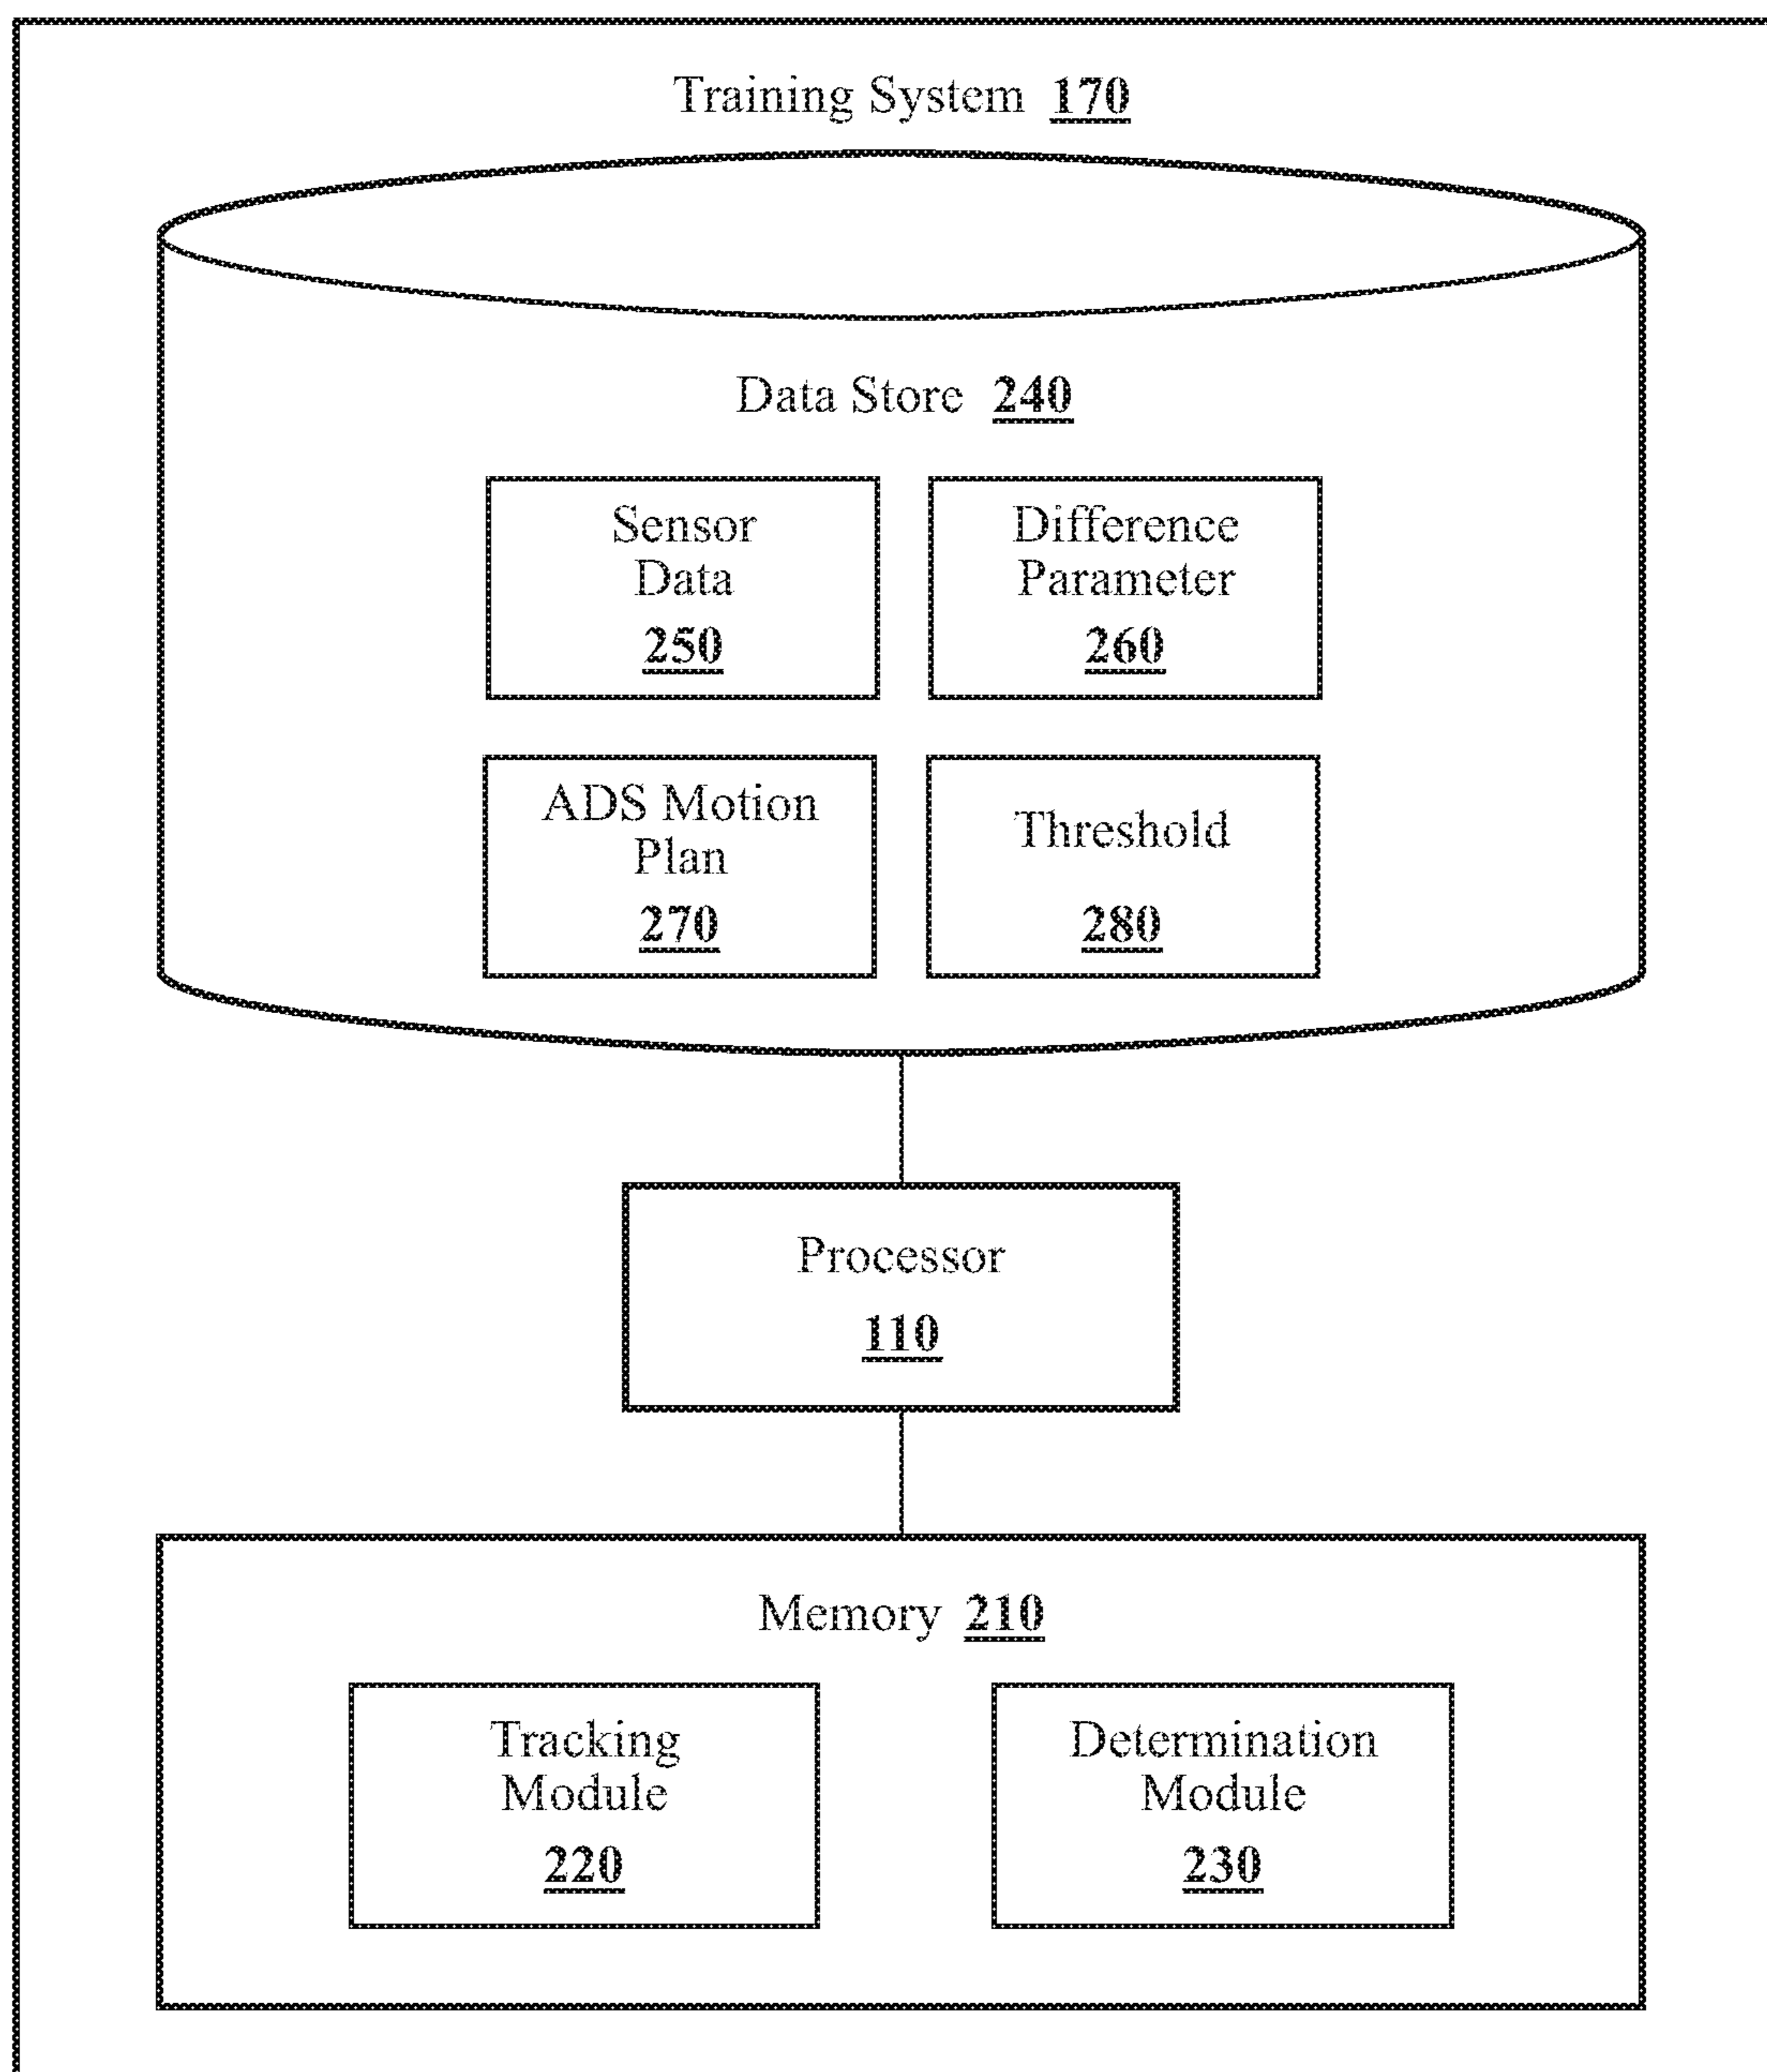 Training System 170
Data Store 240
Sensor
Data
250
Difference
Parameter
260
ADS Motion
Plan
270
Threshold
280
Processor
110
Memory 210
Tracking
Module
220
Determination
Module
230